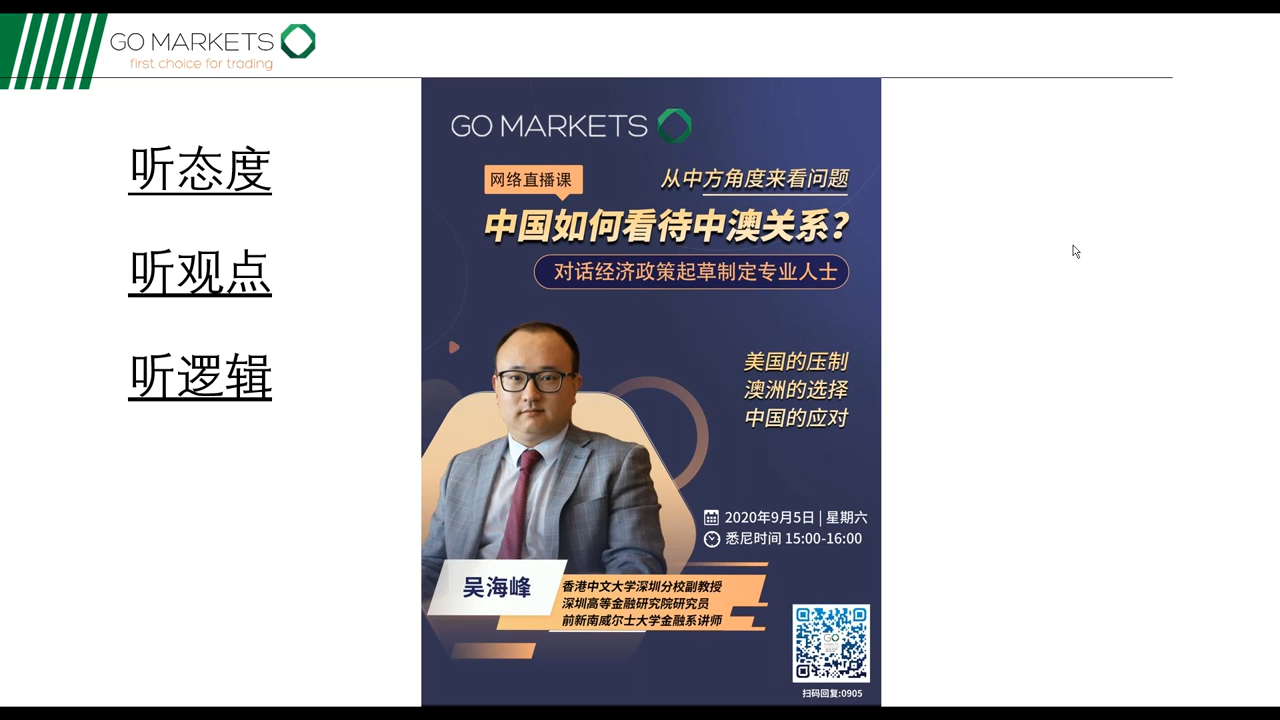 GO MARKETS
first choice for trading
听态度
听观点
听逻辑
GO MARKETS
网络直播课
从中方角度来看问题
中国如何看待中澳关系?
对话经济政策起草制定专业人士
美国的压制
澳洲的选择
中国的应对
2020年9月5日 | 星期六
悉尼时间 15:00-16:00
吴海峰
香港中文大学深圳分校副教授
深圳高等金融研究院研究员
前新南威尔士大学金融系讲师
GO
扫码回复:0905